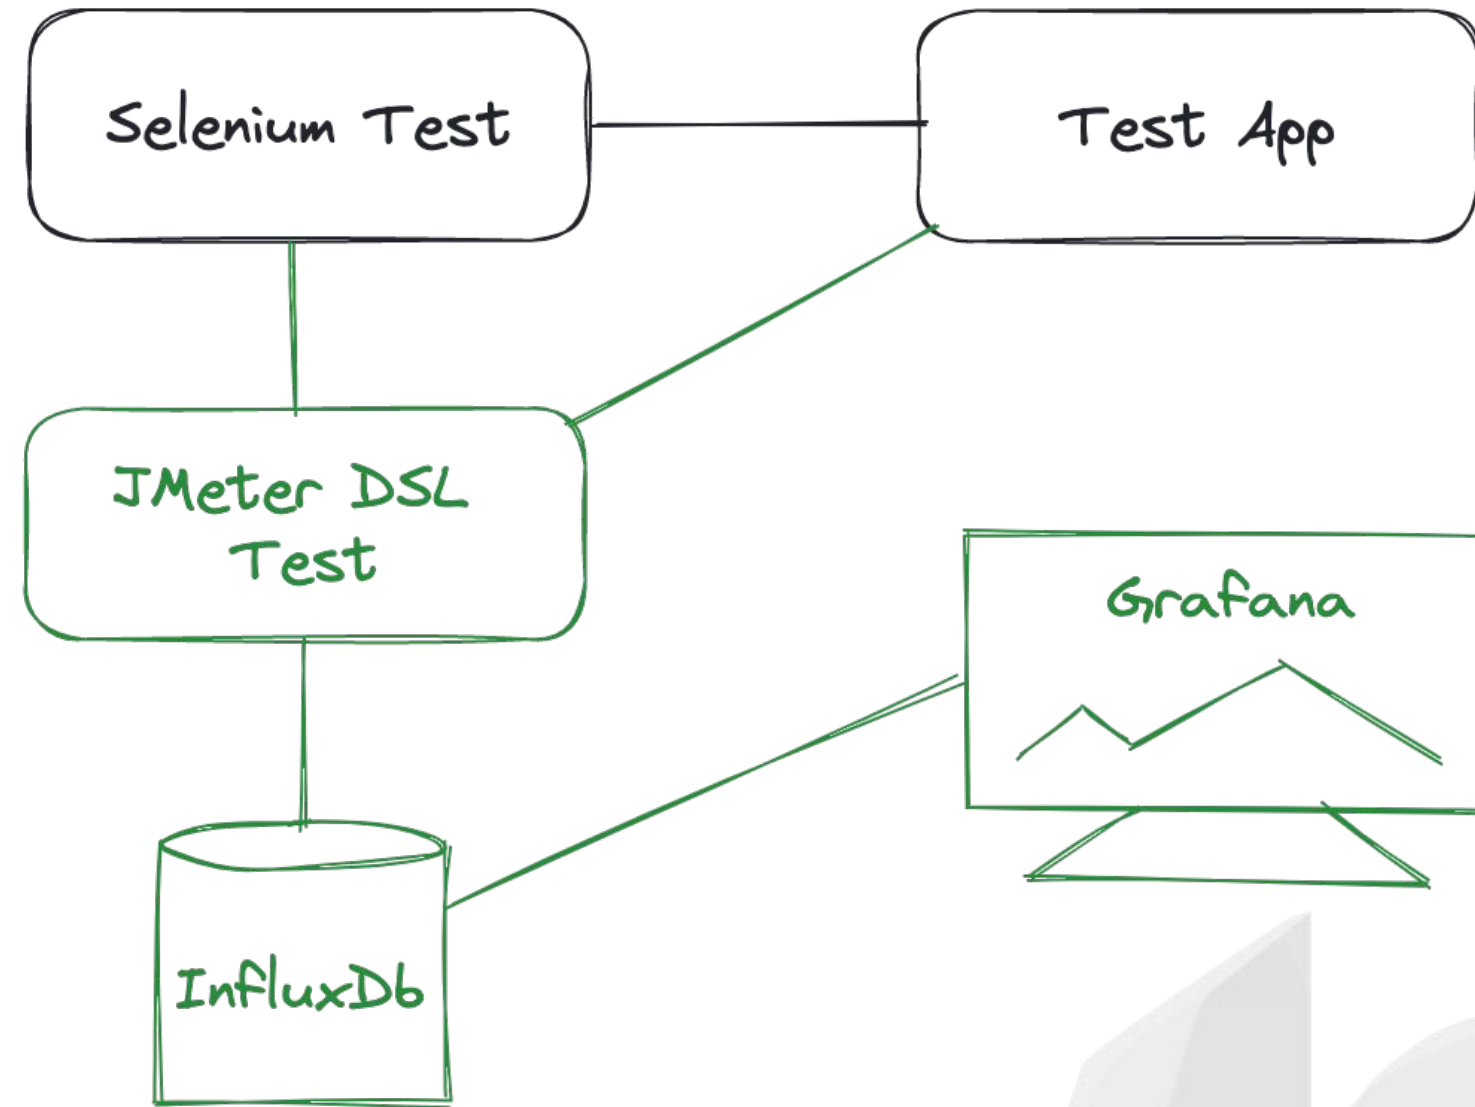 Selenium Test
Test App
JMeter DSL
Test
Grafana
InfluxDb